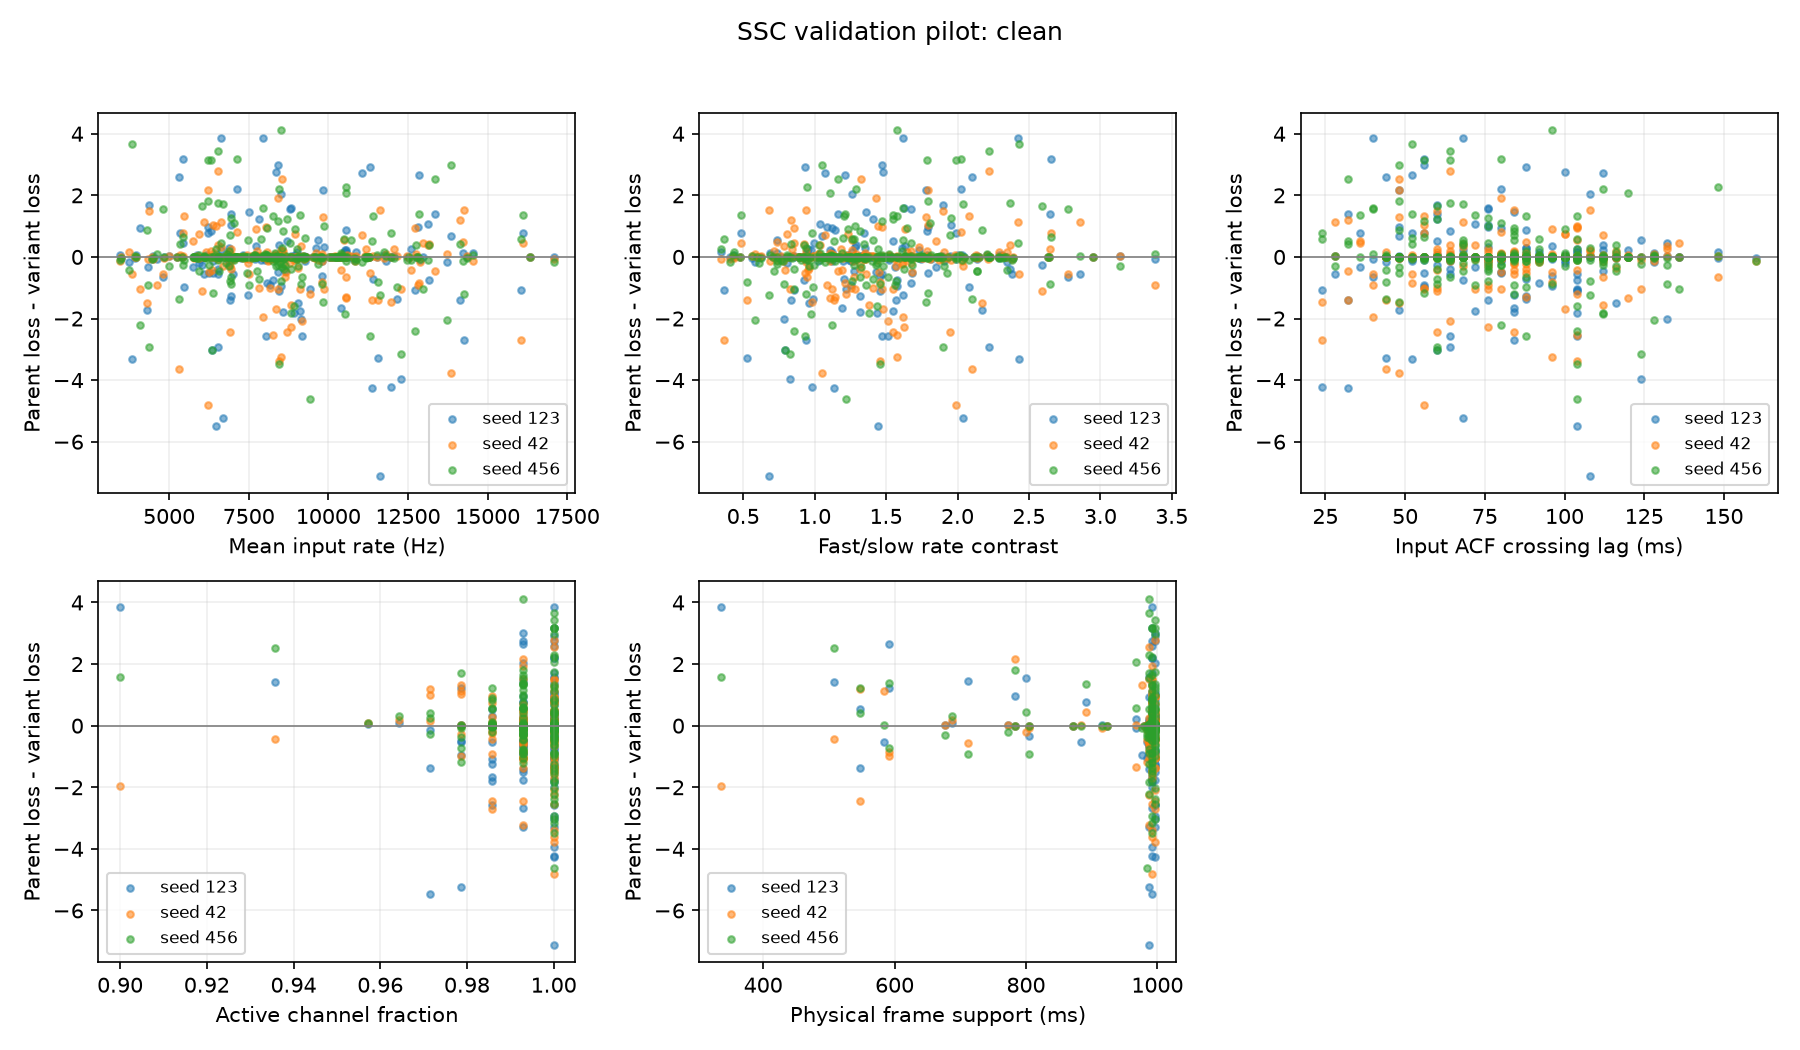 SSC validation pilot: clean
Parent loss - variant loss
4
2
0
−2
−4
−6
seed 123
seed 42
seed 456
5000 7500 10000 12500 15000 17500
Mean input rate (Hz)
Parent loss - variant loss
4
2
0
−2
−4
−6
seed 123
seed 42
seed 456
0.5 1.0 1.5 2.0 2.5 3.0 3.5
Fast/slow rate contrast
Parent loss - variant loss
4
2
0
−2
−4
−6
seed 123
seed 42
seed 456
25 50 75 100 125 150
Input ACF crossing lag (ms)
Parent loss - variant loss
4
2
0
−2
−4
−6
seed 123
seed 42
seed 456
0.90 0.92 0.94 0.96 0.98 1.00
Active channel fraction
Parent loss - variant loss
4
2
0
−2
−4
−6
seed 123
seed 42
seed 456
400 600 800 1000
Physical frame support (ms)